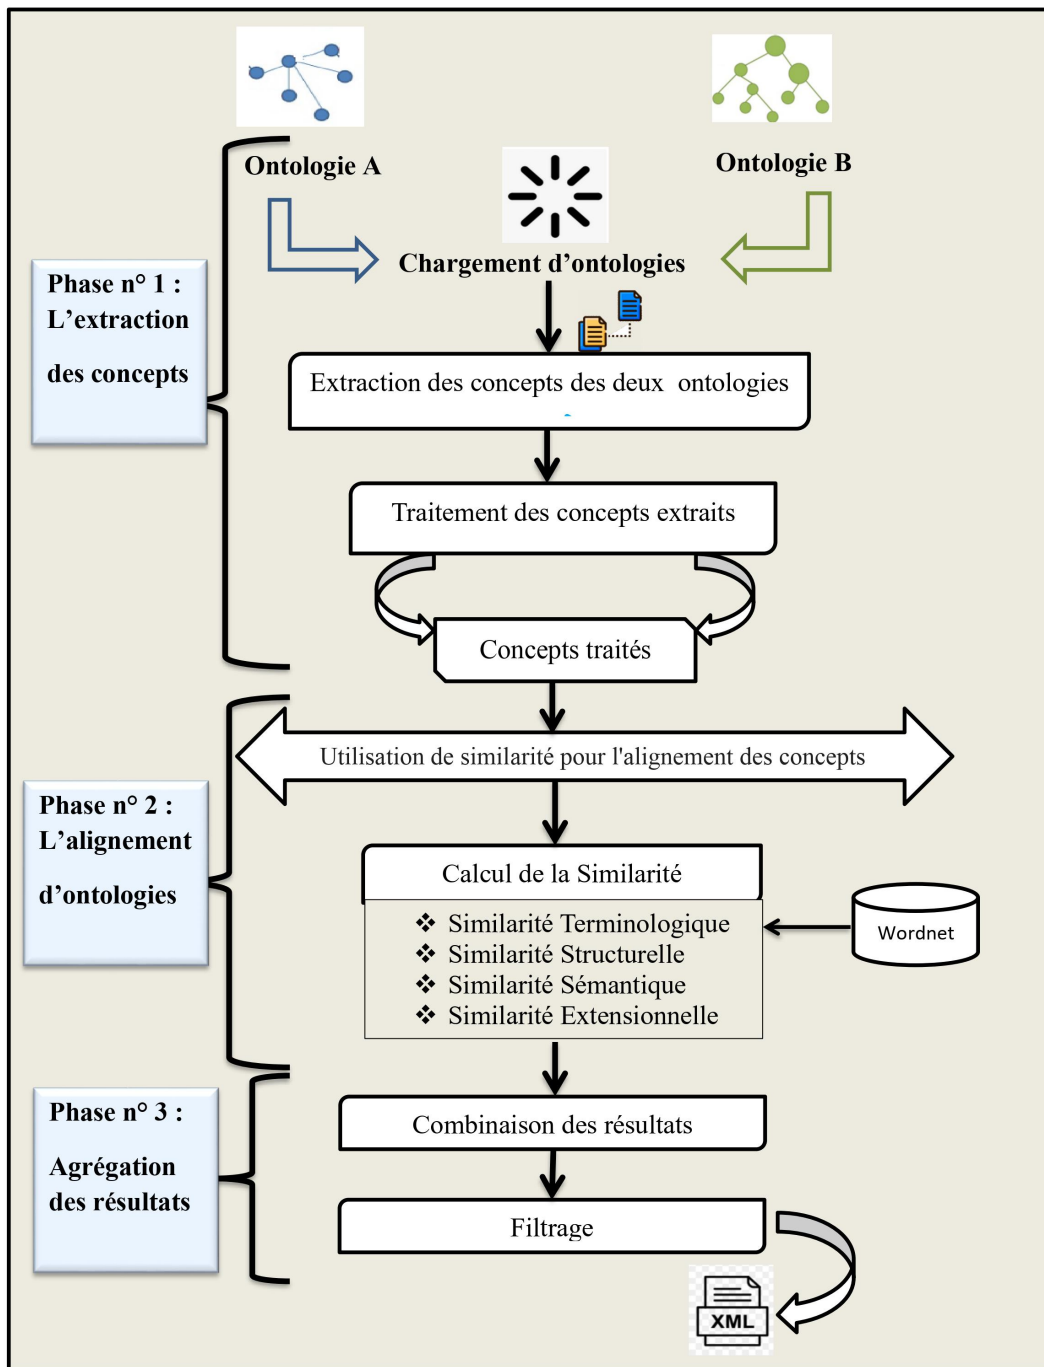 Ontologie A
Ontologie B
Chargement d'ontologies
Phase n° 1 :
L'extraction
des concepts
Extraction des concepts des deux ontologies
Traitement des concepts extraits
Concepts traités
Utilisation de similarité pour l'alignement des concepts
Phase n° 2 :
L'alignement
d'ontologies
Calcul de la Similarité
❖ Similarité Terminologique
❖ Similarité Structurelle
❖ Similarité Sémantique
❖ Similarité Extensionnelle
Wordnet
Phase n° 3 :
Agrégation
des résultats
Combinaison des résultats
Filtrage
XML